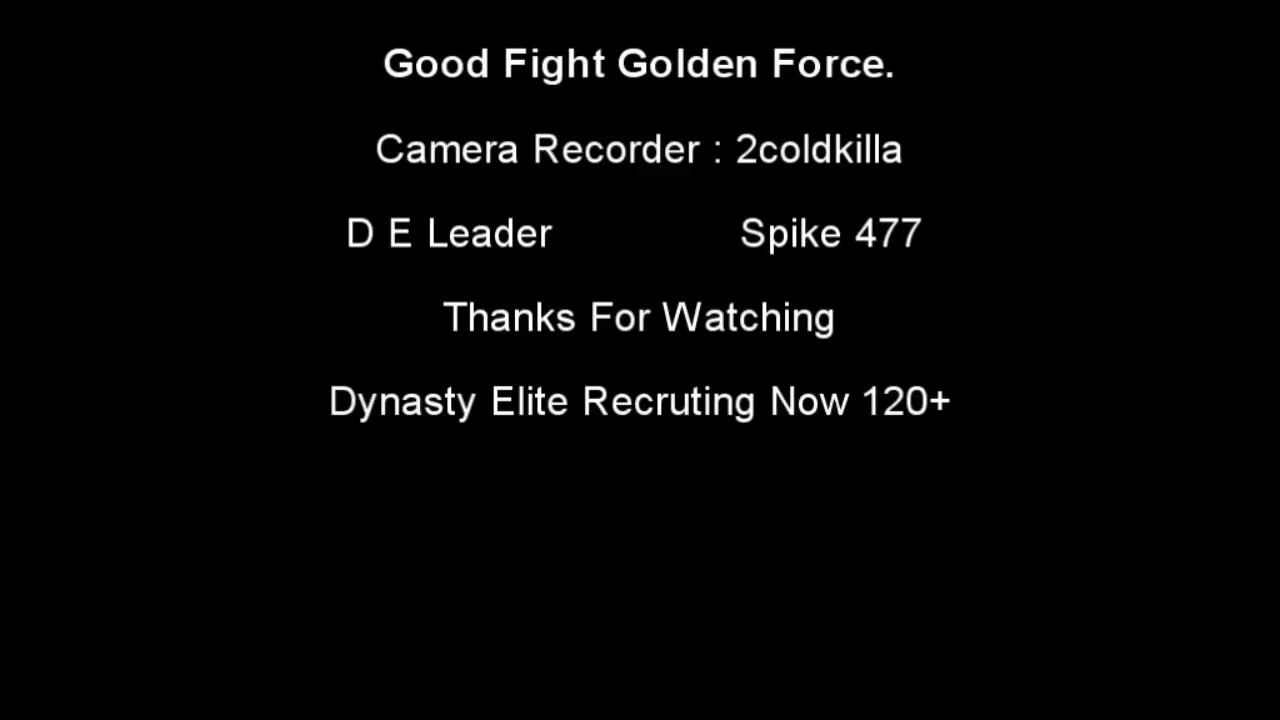 Good Fight Golden Force.
Camera Recorder : 2coldkilla
D E Leader Spike 477
Thanks For Watching
Dynasty Elite Recruting Now 120+